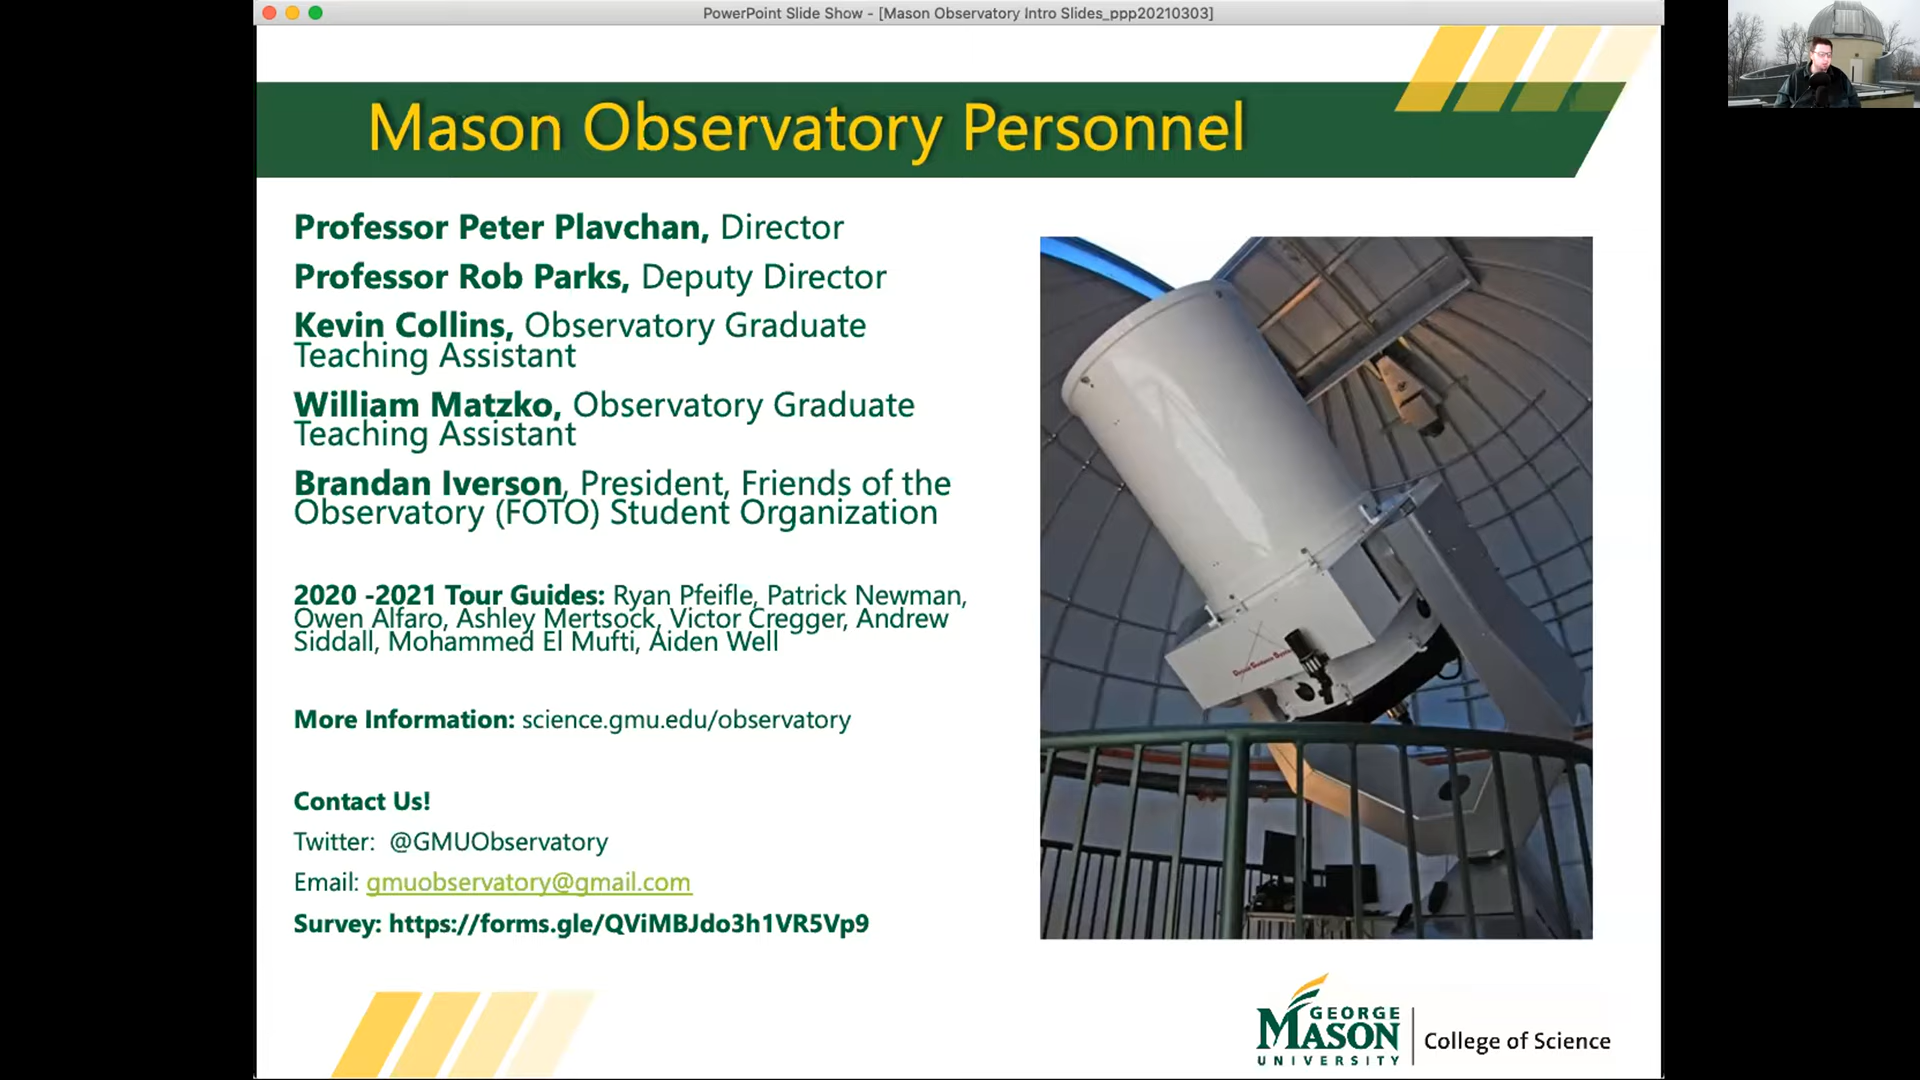 PowerPoint Slide Show - [Mason Observatory Intro Slides_ppp20210303]
Mason Observatory Personnel
Professor Peter Plavchan, Director
Professor Rob Parks, Deputy Director
Kevin Collins, Observatory Graduate
Teaching Assistant
William Matzko, Observatory Graduate
Teaching Assistant
Brandan Iverson, President, Friends of the
Observatory (FOTO) Student Organization
2020 -2021 Tour Guides: Ryan Pfeifle, Patrick Newman,
Owen Alfaro, Ashley Mertsock, Victor Cregger, Andrew
Siddall, Mohammed El Mufti, Aiden Well
More Information: science.gmu.edu/observatory
Contact Us!
Twitter: @GMUObservatory
Email: gmuobservatory@gmail.com
Survey: https://forms.gle/QViMBJdo3h1VR5Vp9
GEORGE
MASON
UNIVERSITY
College of Science